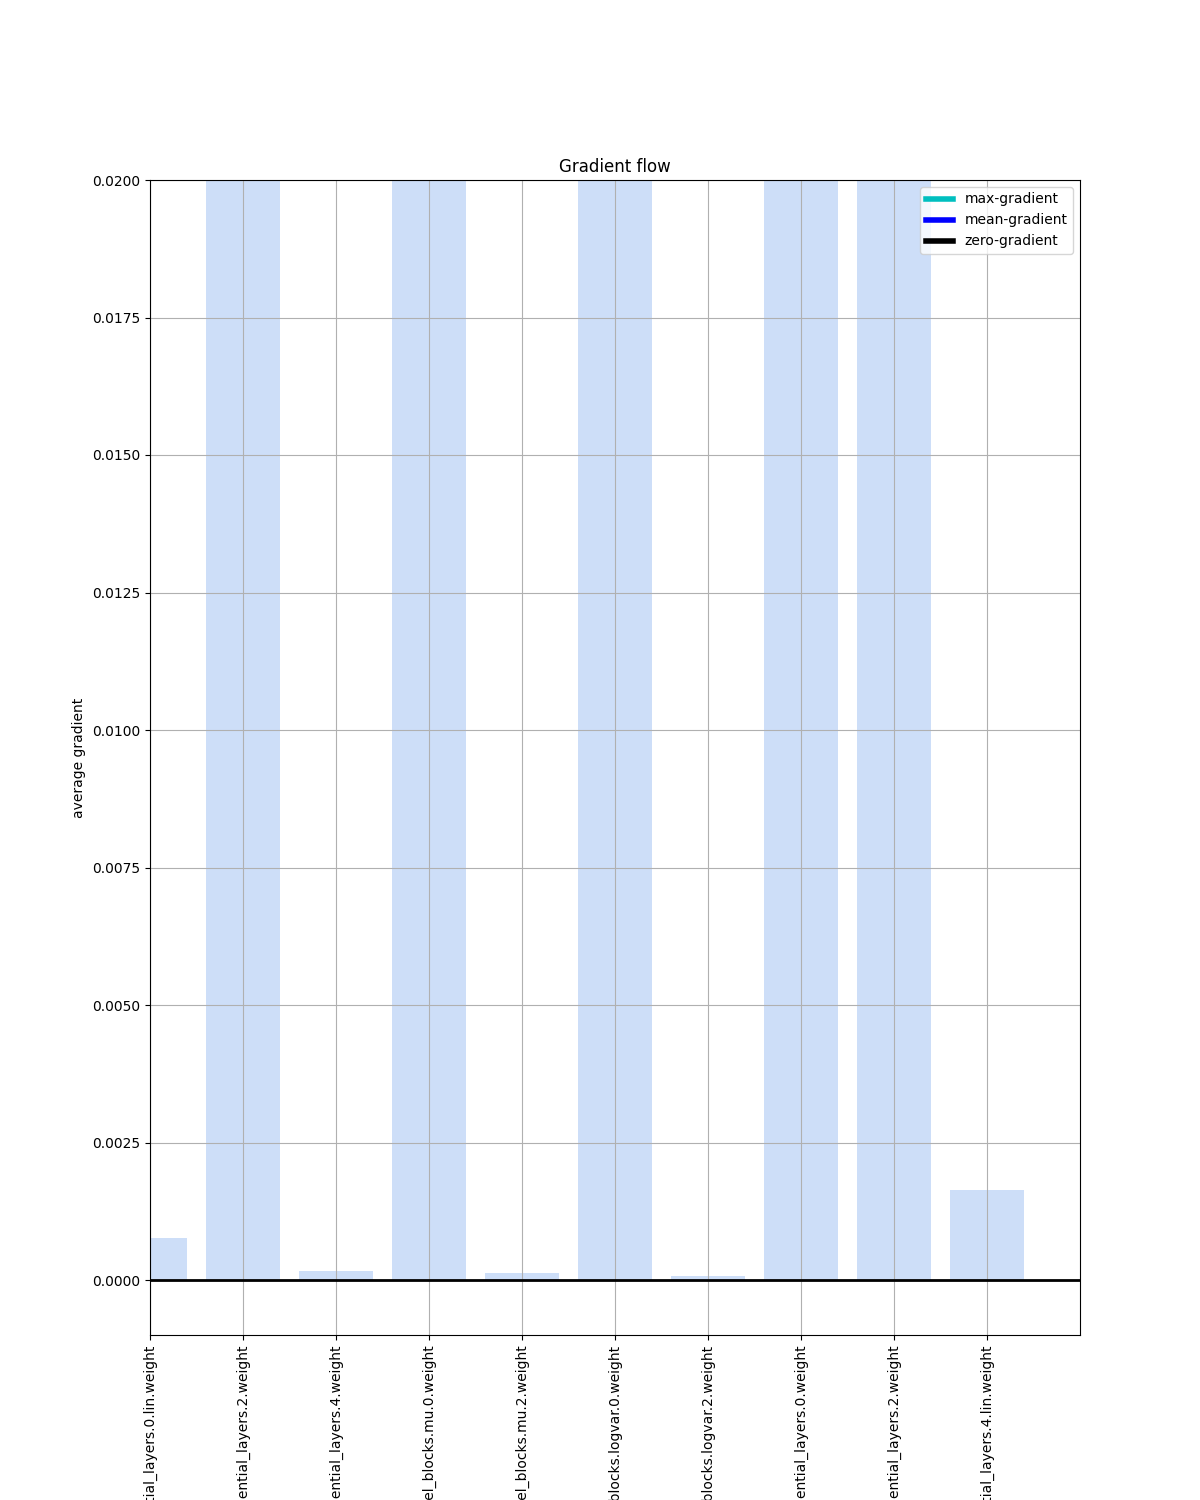 Gradient flow
max-gradient
mean-gradient
zero-gradient
0.0200
0.0175
0.0150
0.0125
0.0100
0.0075
0.0050
0.0025
0.0000
average gradient
tial_layers.0.lin.weight
ential_layers.2.weight
ential_layers.4.weight
el_blocks.mu.0.weight
el_blocks.mu.2.weight
blocks.logvar.0.weight
blocks.logvar.2.weight
ential_layers.0.weight
ential_layers.2.weight
tial_layers.4.lin.weight